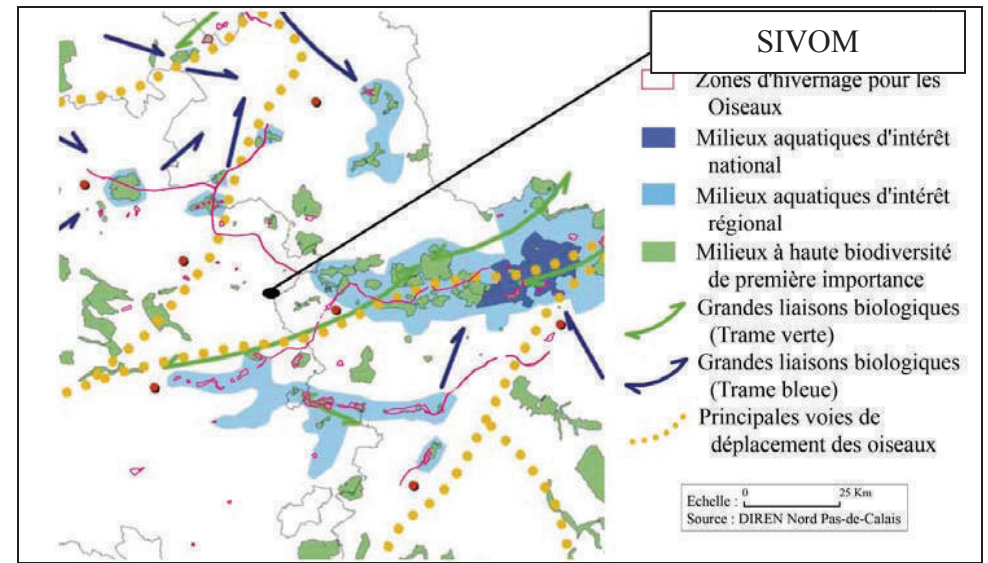 SIVOM
Zones d'hivernage pour les
Oiseaux
Milieux aquatiques d'intérêt
national
Milieux aquatiques d'intérêt
régional
Milieux à haute biodiversité
de première importance
Grandes liaisons biologiques
(Trame verte)
Grandes liaisons biologiques
(Trame bleue)
Principales voies de
déplacement des oiseaux
Echelle : 0 25 Km
Source : DIREN Nord Pas-de-Calais